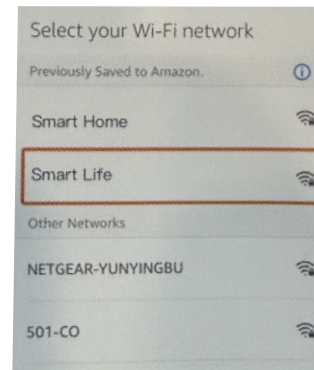 Select your Wi-Fi network
Previously Saved to Amazon.
Smart Home
Smart Life
Other Networks
NETGEAR-YUNYINGBU
501-CO